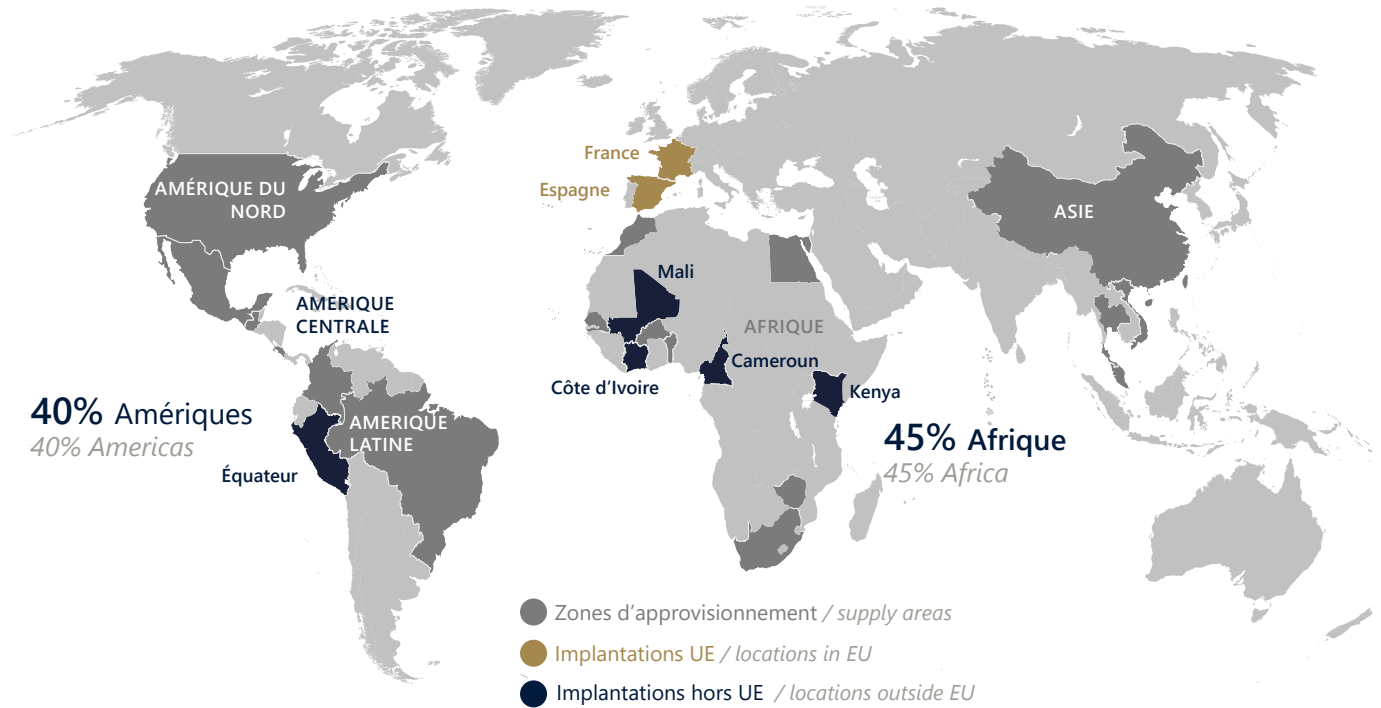 France
Espagne
AMÉRIQUE DU
NORD
ASIE
Mali
AMERIQUE
CENTRALE
AFRIQUE
Cameroun
Côte d’Ivoire
Kenya
40% Amériques
40% Americas
AMERIQUE
LATINE
45% Afrique
45% Africa
Équateur
Zones d’approvisionnement / supply areas
Implantations UE / locations in EU
Implantations hors UE / locations outside EU